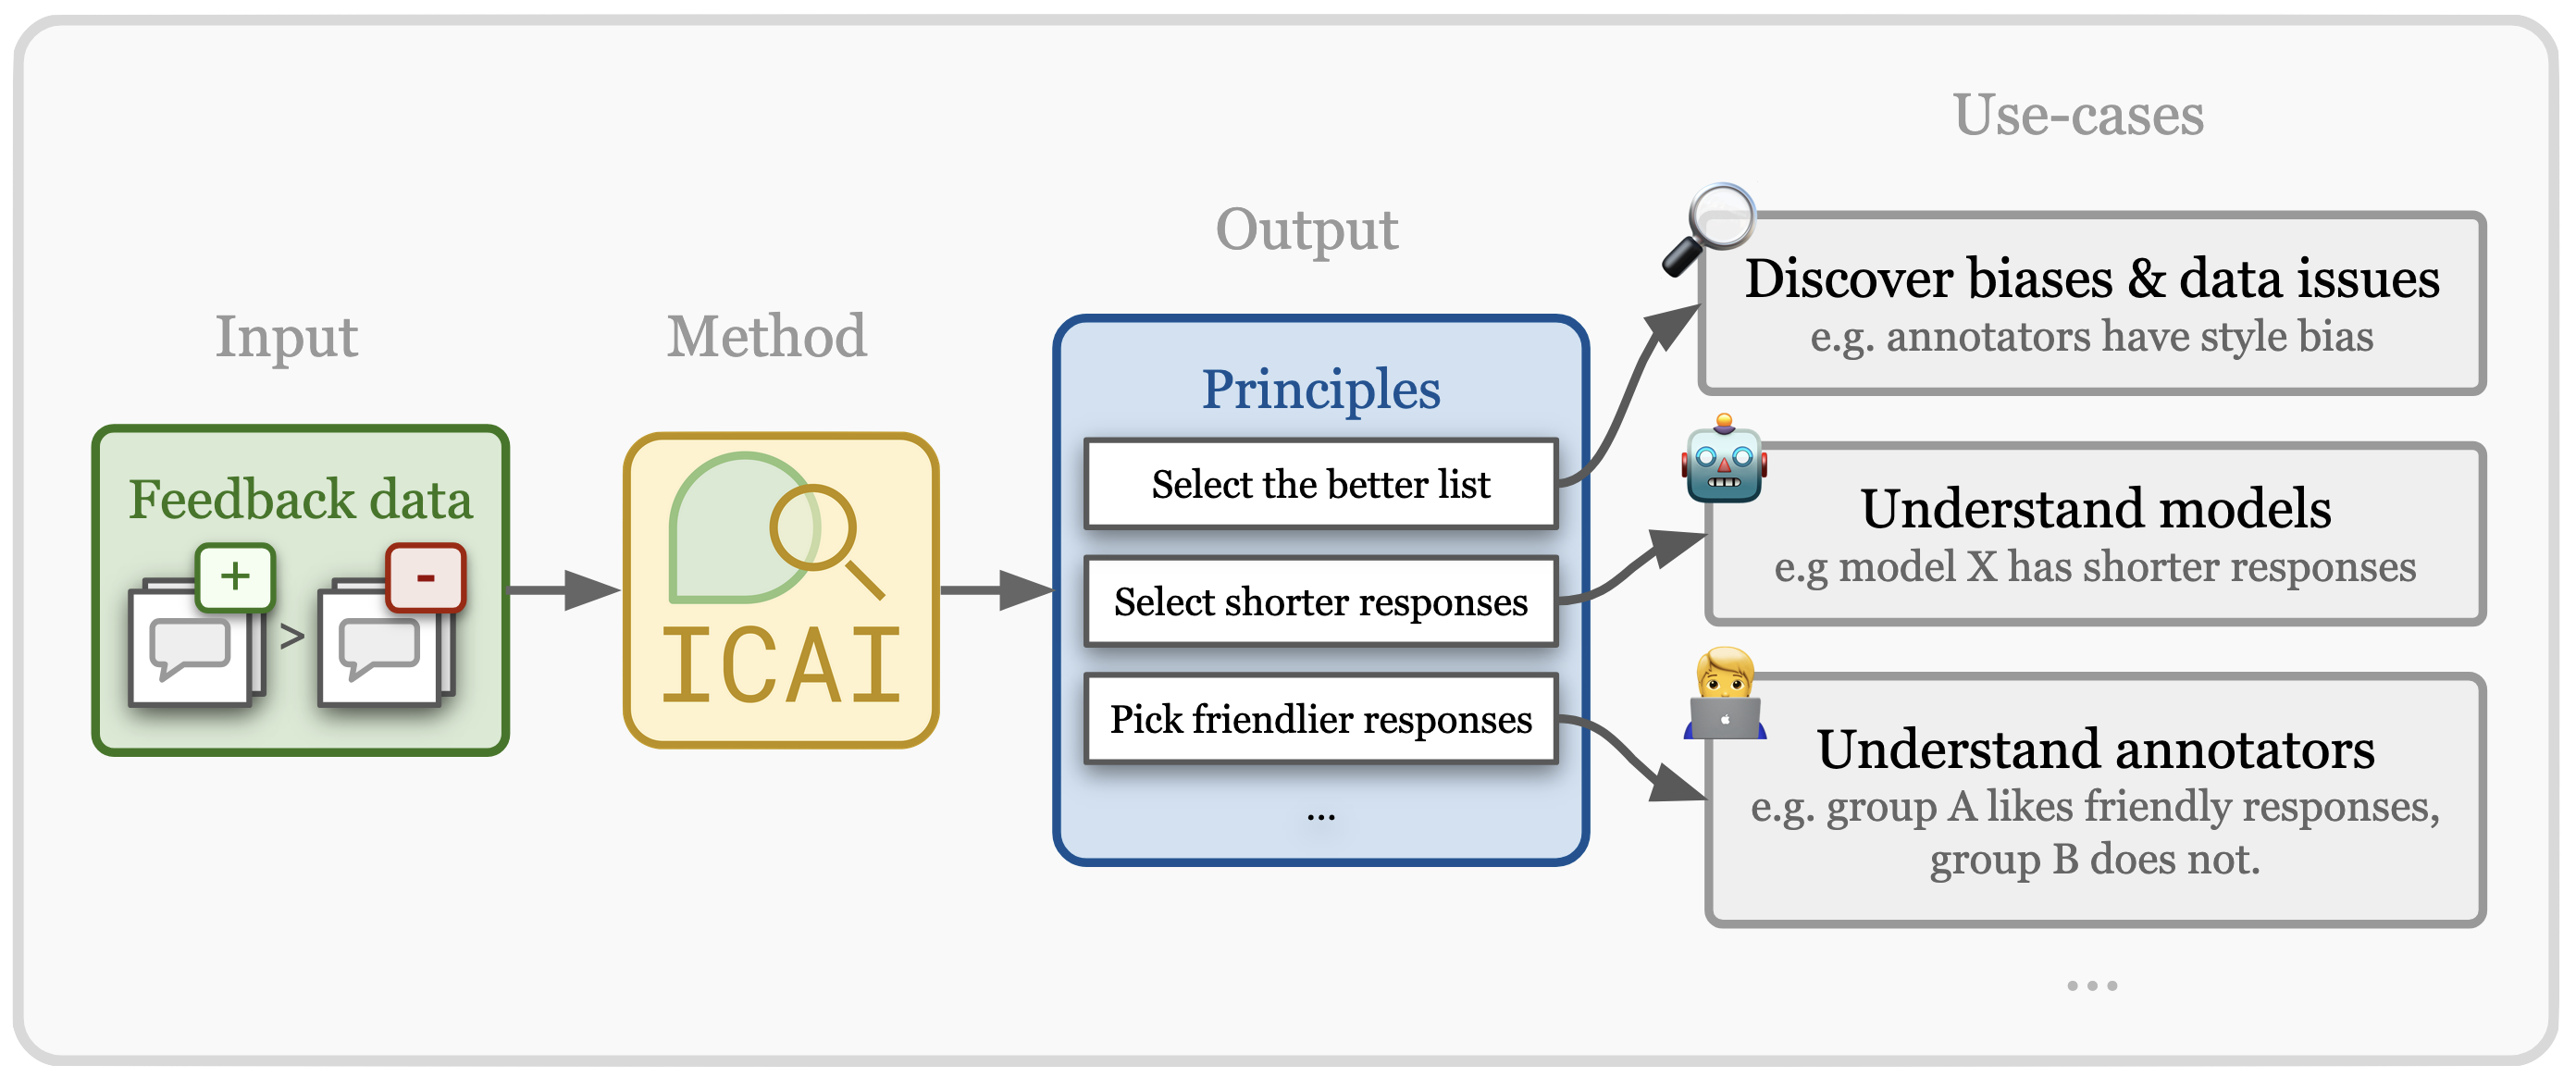 Input
Feedback data
+
-
>
Method
ICAI
Output
Principles
Select the better list
Select shorter responses
Pick friendlier responses
...
Use-cases
Discover biases & data issues
e.g. annotators have style bias
Understand models
e.g model X has shorter responses
Understand annotators
e.g. group A likes friendly responses,
group B does not.
...